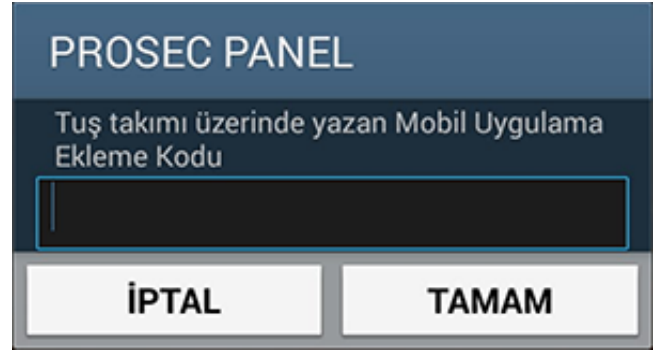 PROSEC PANEL
Tuş takımı üzerinde yazan Mobil Uygulama
Ekleme Kodu
İPTAL
TAMAM